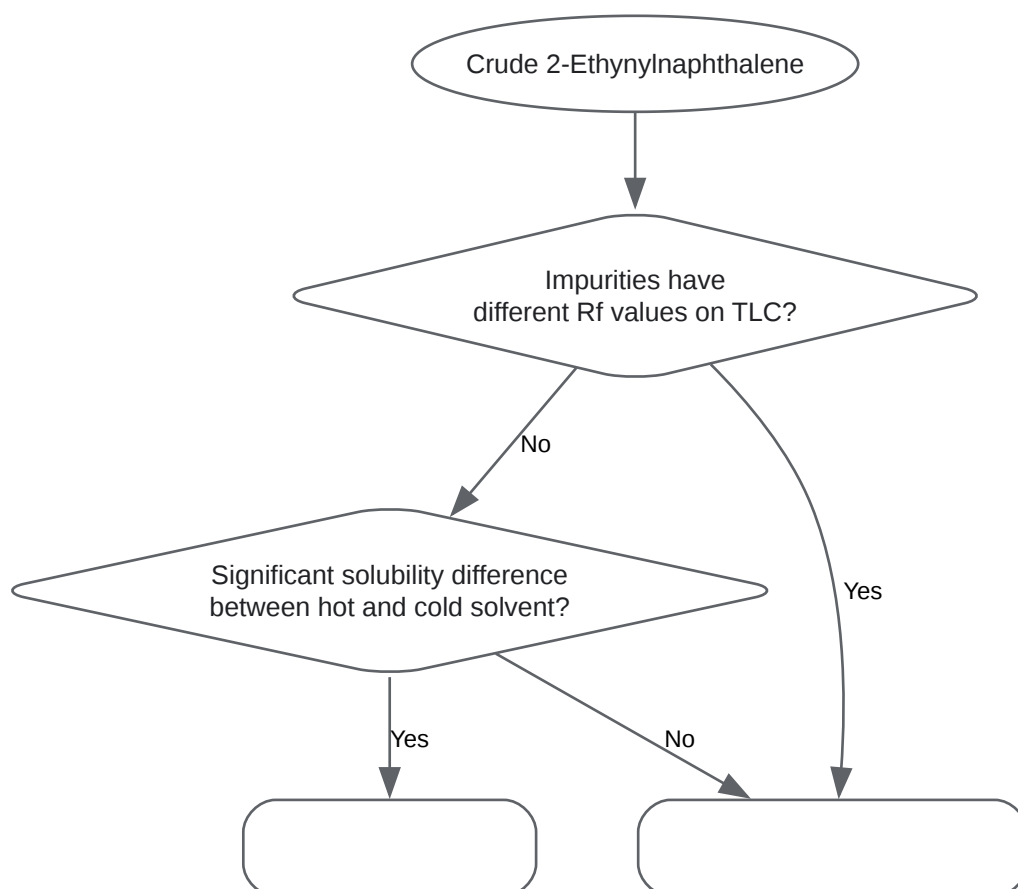 Crude 2-Ethynylnaphthalene
Impurities have
different Rf values on TLC?
No
Significant solubility difference
between hot and cold solvent?
Yes
Yes
No